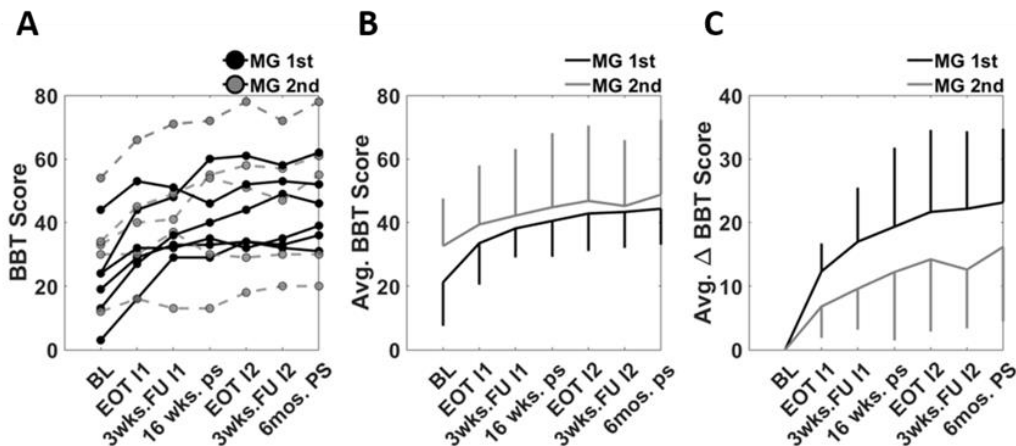 A
MG 1st
MG 2nd
BBT Score
80
60
40
20
0
BL
EOT I1
3wks.FU I1
16 wks. ps
EOT I2
3wks.FU I2
6mos. PS
B
MG 1st
MG 2nd
Avg. BBT Score
80
60
40
20
0
BL
EOT I1
3wks.FU I1
16 wks. ps
EOT I2
3wks.FU I2
6mos. ps
C
MG 1st
MG 2nd
Avg. Δ BBT Score
40
30
20
10
0
BL
EOT I1
3wks.FU I1
16 wks. ps
EOT I2
3wks.FU I2
6mos. PS